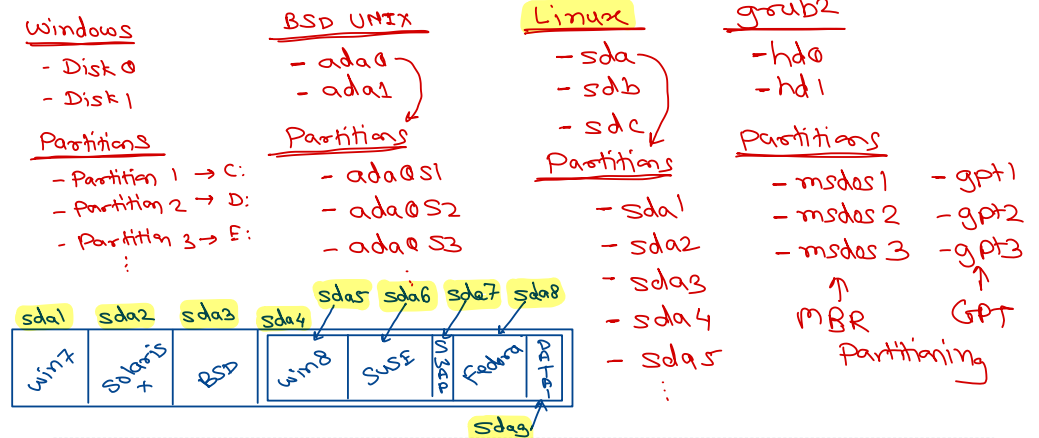 Windows
- Disk 0
- Disk 1
Partitions
- Partition 1 → C:
- Partition 2 → D:
- Partition 3 → E:
⋮
BSD UNIX
- ada0
- ada1
Partitions
- ada0s1
- ada0S2
- ada0S3
⋮
Linux
- sda
- sdb
- sdc
Partitions
- sda1
- sda2
- sda3
- sda4
- sda5
⋮
grub2
- hd0
- hd1
Partitions
- msdos1 - gpt1
- msdos2 - gpt2
- msdos3 - gpt3
MBR GPT
Partitioning
sda5 sda6 sda7 sda8
sda1 sda2 sda3 sda4
win7 Solaris BSD win8 SUSE SWAP Fedora DATA
sda9